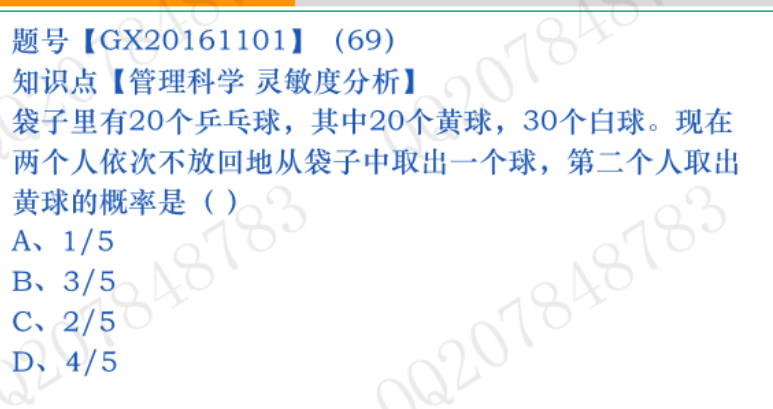 题号【GX20161101】（69）
知识点【管理科学 灵敏度分析】
袋子里有20个乒乓球，其中20个黄球，30个白球。现在
两个人依次不放回地从袋子中取出一个球，第二个人取出
黄球的概率是（ ）
A、1/5
B、3/5
C、2/5
D、4/5
QQ207848783
QQ207848783